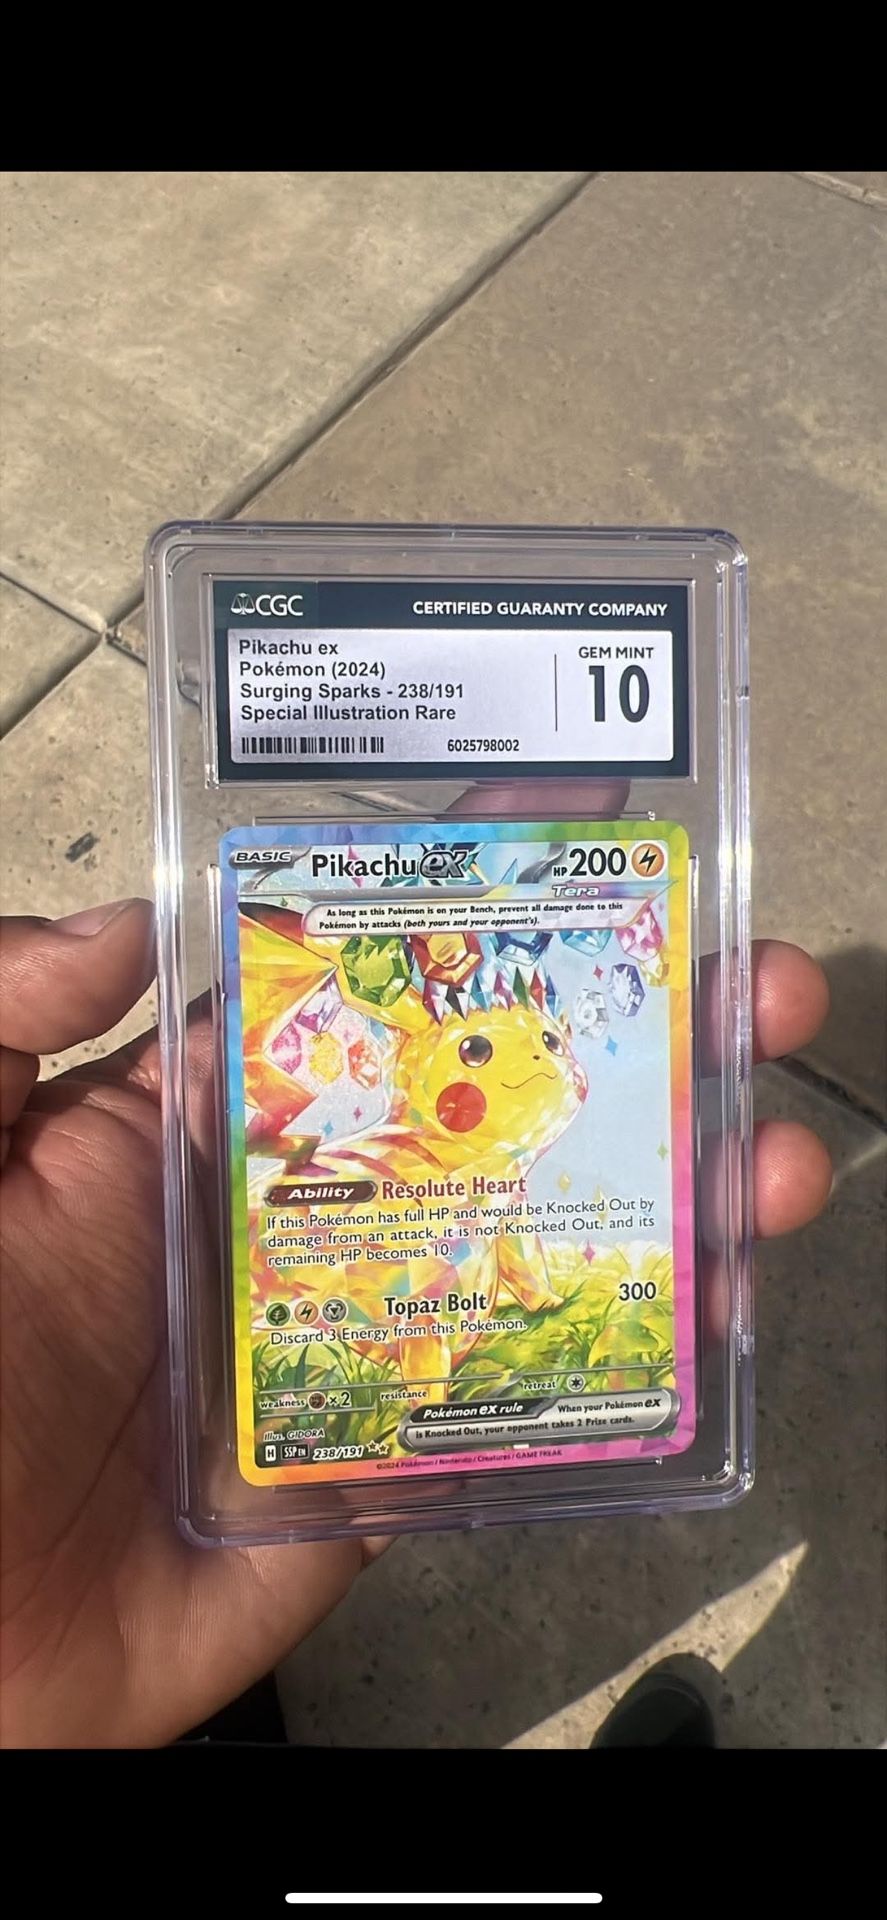 CGC
CERTIFIED GUARANTY COMPANY
Pikachu ex
Pokémon (2024)
Surging Sparks - 238/191
Special Illustration Rare
GEM MINT
10
6025798002
BASIC
Pikachu ex
HP 200
Tera
As long as this Pokémon is on your Bench, prevent all damage done to this
Pokémon by attacks (both yours and your opponent's).
Ability Resolute Heart
If this Pokémon has full HP and would be Knocked Out by
damage from an attack, it is not Knocked Out, and its
remaining HP becomes 10.
Topaz Bolt 300
Discard 3 Energy from this Pokémon.
weakness ×2 resistance retreat
Pokémon ex rule When your Pokémon ex
is Knocked Out, your opponent takes 2 Prize cards.
Illus. GIDORA
H SSP EN 238/191
©2024 Pokémon / Nintendo / Creatures / GAME FREAK